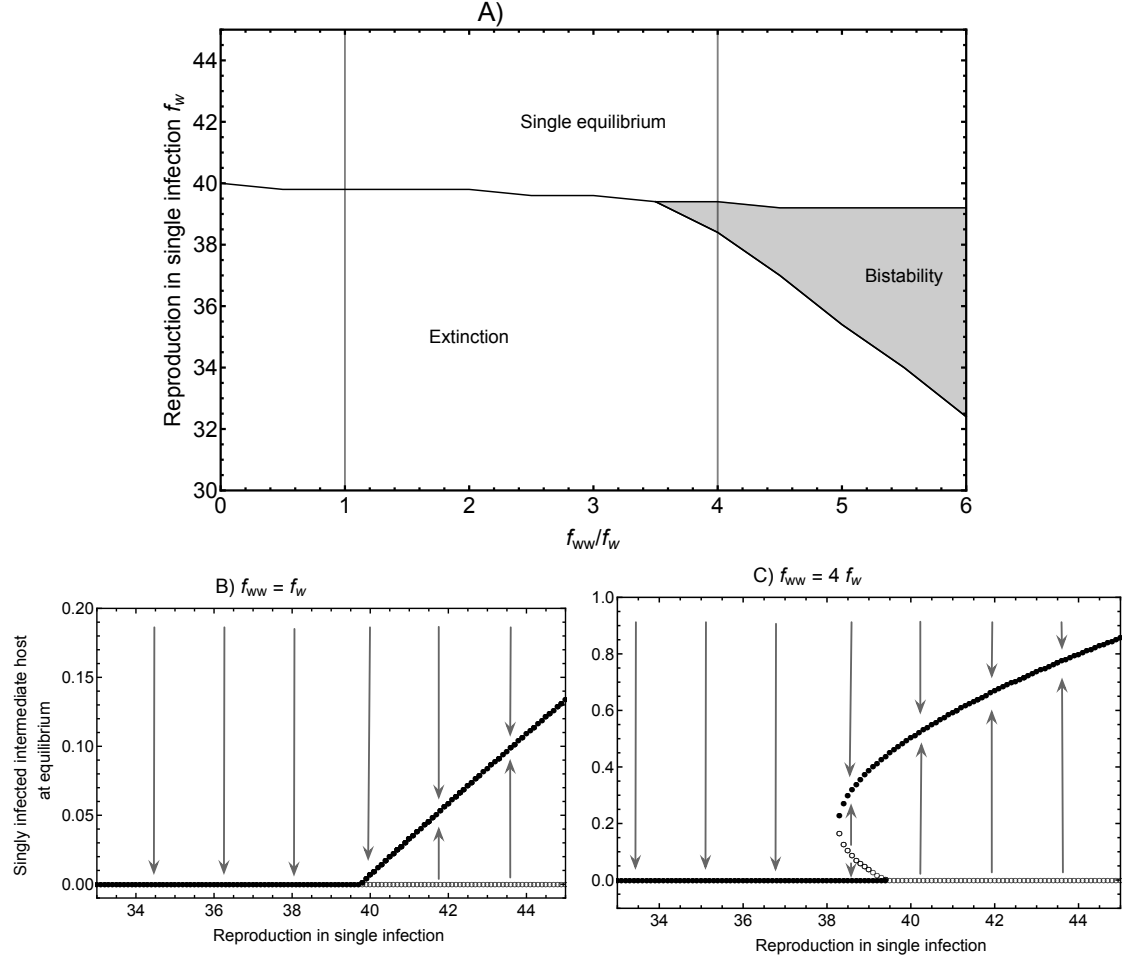 A)
Reproduction in single infection f_w
44
42
40
38
36
34
32
30
Single equilibrium
Bistability
Extinction
0 1 2 3 4 5 6
f_ww/f_w
B) f_ww = f_w
Singly infected intermediate host
at equilibrium
0.20
0.15
0.10
0.05
0.00
34 36 38 40 42 44
Reproduction in single infection
C) f_ww = 4 f_w
1.0
0.8
0.6
0.4
0.2
0.0
34 36 38 40 42 44
Reproduction in single infection